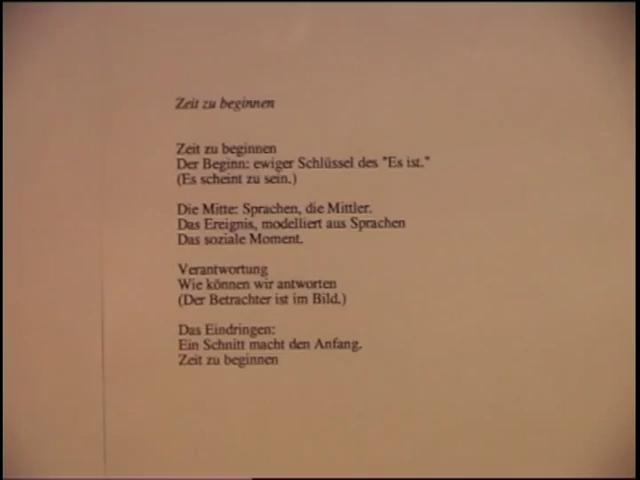 Zeit zu beginnen
Zeit zu beginnen
Der Beginn: ewiger Schlüssel des "Es ist."
(Es scheint zu sein.)
Die Mitte: Sprachen, die Mittler.
Das Ereignis, modelliert aus Sprachen
Das soziale Moment.
Verantwortung
Wie können wir antworten
(Der Betrachter ist im Bild.)
Das Eindringen:
Ein Schnitt macht den Anfang.
Zeit zu beginnen